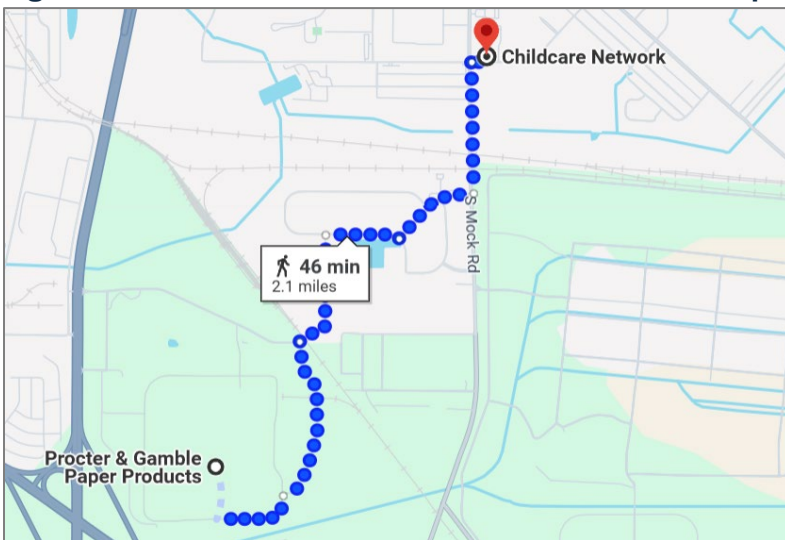 Childcare Network
S Mock Rd
46 min
2.1 miles
Procter & Gamble
Paper Products